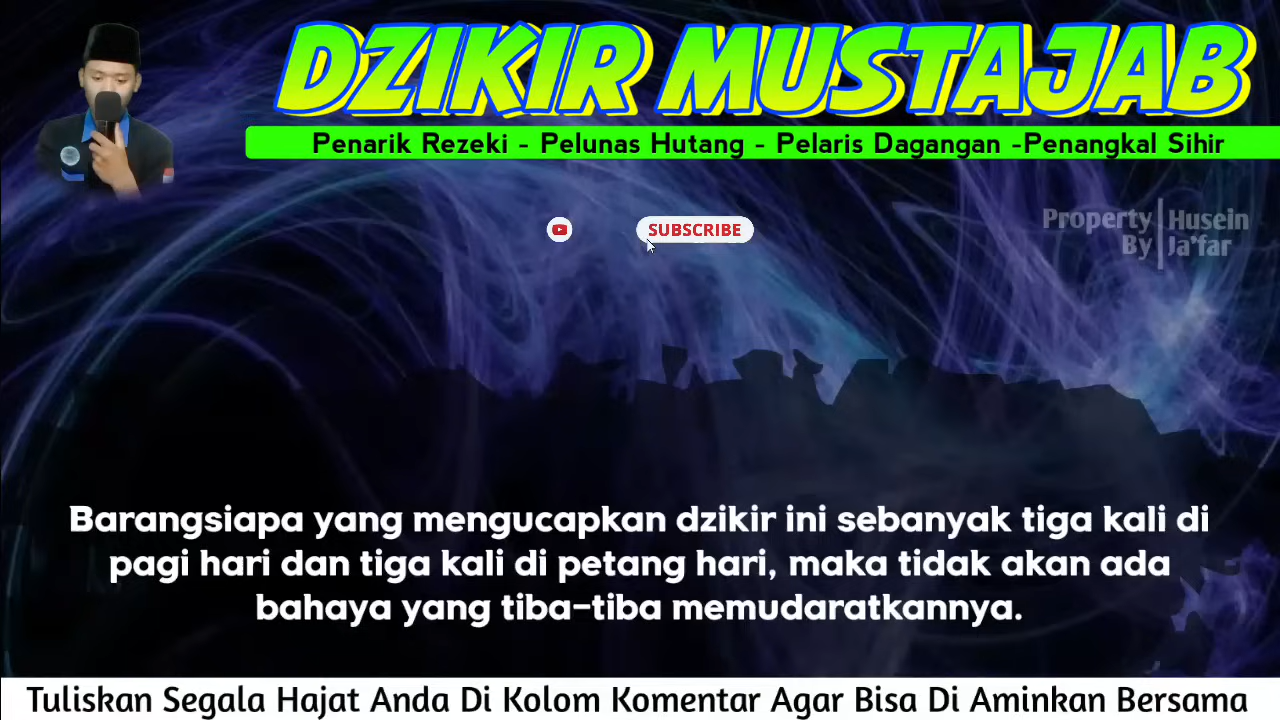 DZIKIR MUSTAJAB
Penarik Rezeki - Pelunas Hutang - Pelaris Dagangan -Penangkal Sihir
SUBSCRIBE
Property Husein
By Ja'far
Barangsiapa yang mengucapkan dzikir ini sebanyak tiga kali di
pagi hari dan tiga kali di petang hari, maka tidak akan ada
bahaya yang tiba-tiba memudaratkannya.
Tuliskan Segala Hajat Anda Di Kolom Komentar Agar Bisa Di Aminkan Bersama